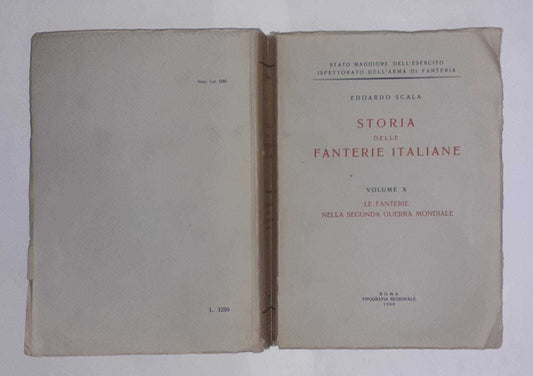 STATO MAGGIORE DELL'ESERCITO
ISPETTORATO DELL'ARMA DI FANTERIA
EDOARDO SCALA
STORIA
DELLE
FANTERIE ITALIANE
VOLUME X
LE FANTERIE
NELLA SECONDA GUERRA MONDIALE
ROMA
TIPOGRAFIA REGIONALE
L. 3250